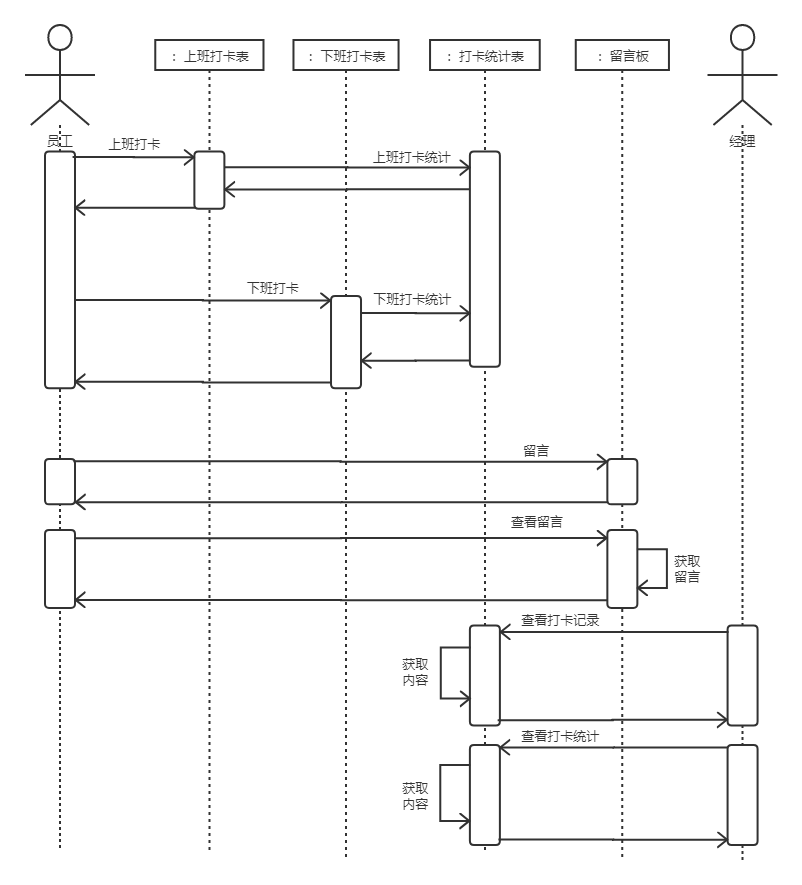 ： 上班打卡表
： 下班打卡表
： 打卡统计表
： 留言板
员工
经理
上班打卡
上班打卡统计
下班打卡
下班打卡统计
留言
查看留言
获取
留言
查看打卡记录
获取
内容
查看打卡统计
获取
内容